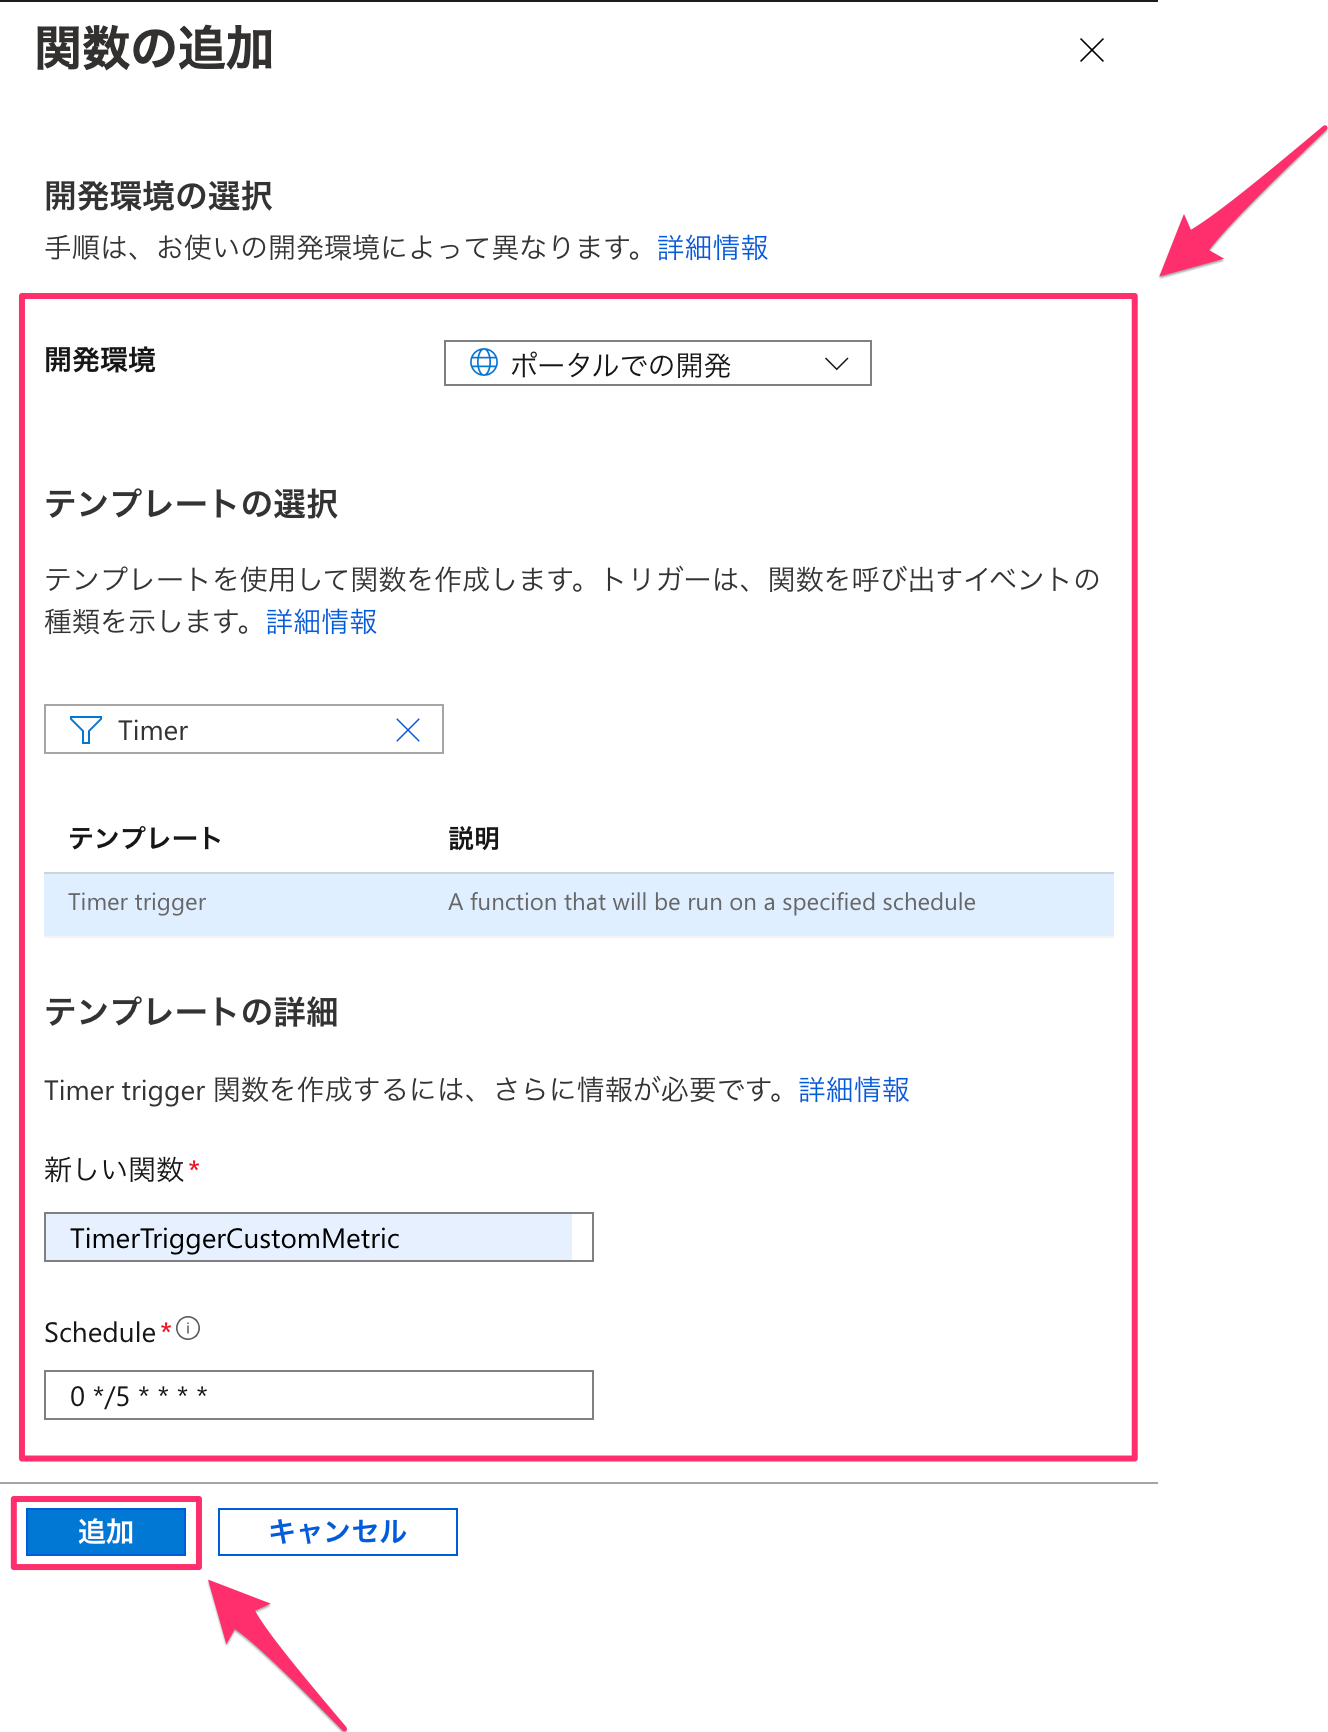 関数の追加
開発環境の選択
手順は、お使いの開発環境によって異なります。詳細情報
開発環境
ポータルでの開発
テンプレートの選択
テンプレートを使用して関数を作成します。トリガーは、関数を呼び出すイベントの
種類を示します。詳細情報
Timer
テンプレート 説明
Timer trigger A function that will be run on a specified schedule
テンプレートの詳細
Timer trigger 関数を作成するには、さらに情報が必要です。詳細情報
新しい関数*
TimerTriggerCustomMetric
Schedule*
0 */5 * * * *
追加 キャンセル